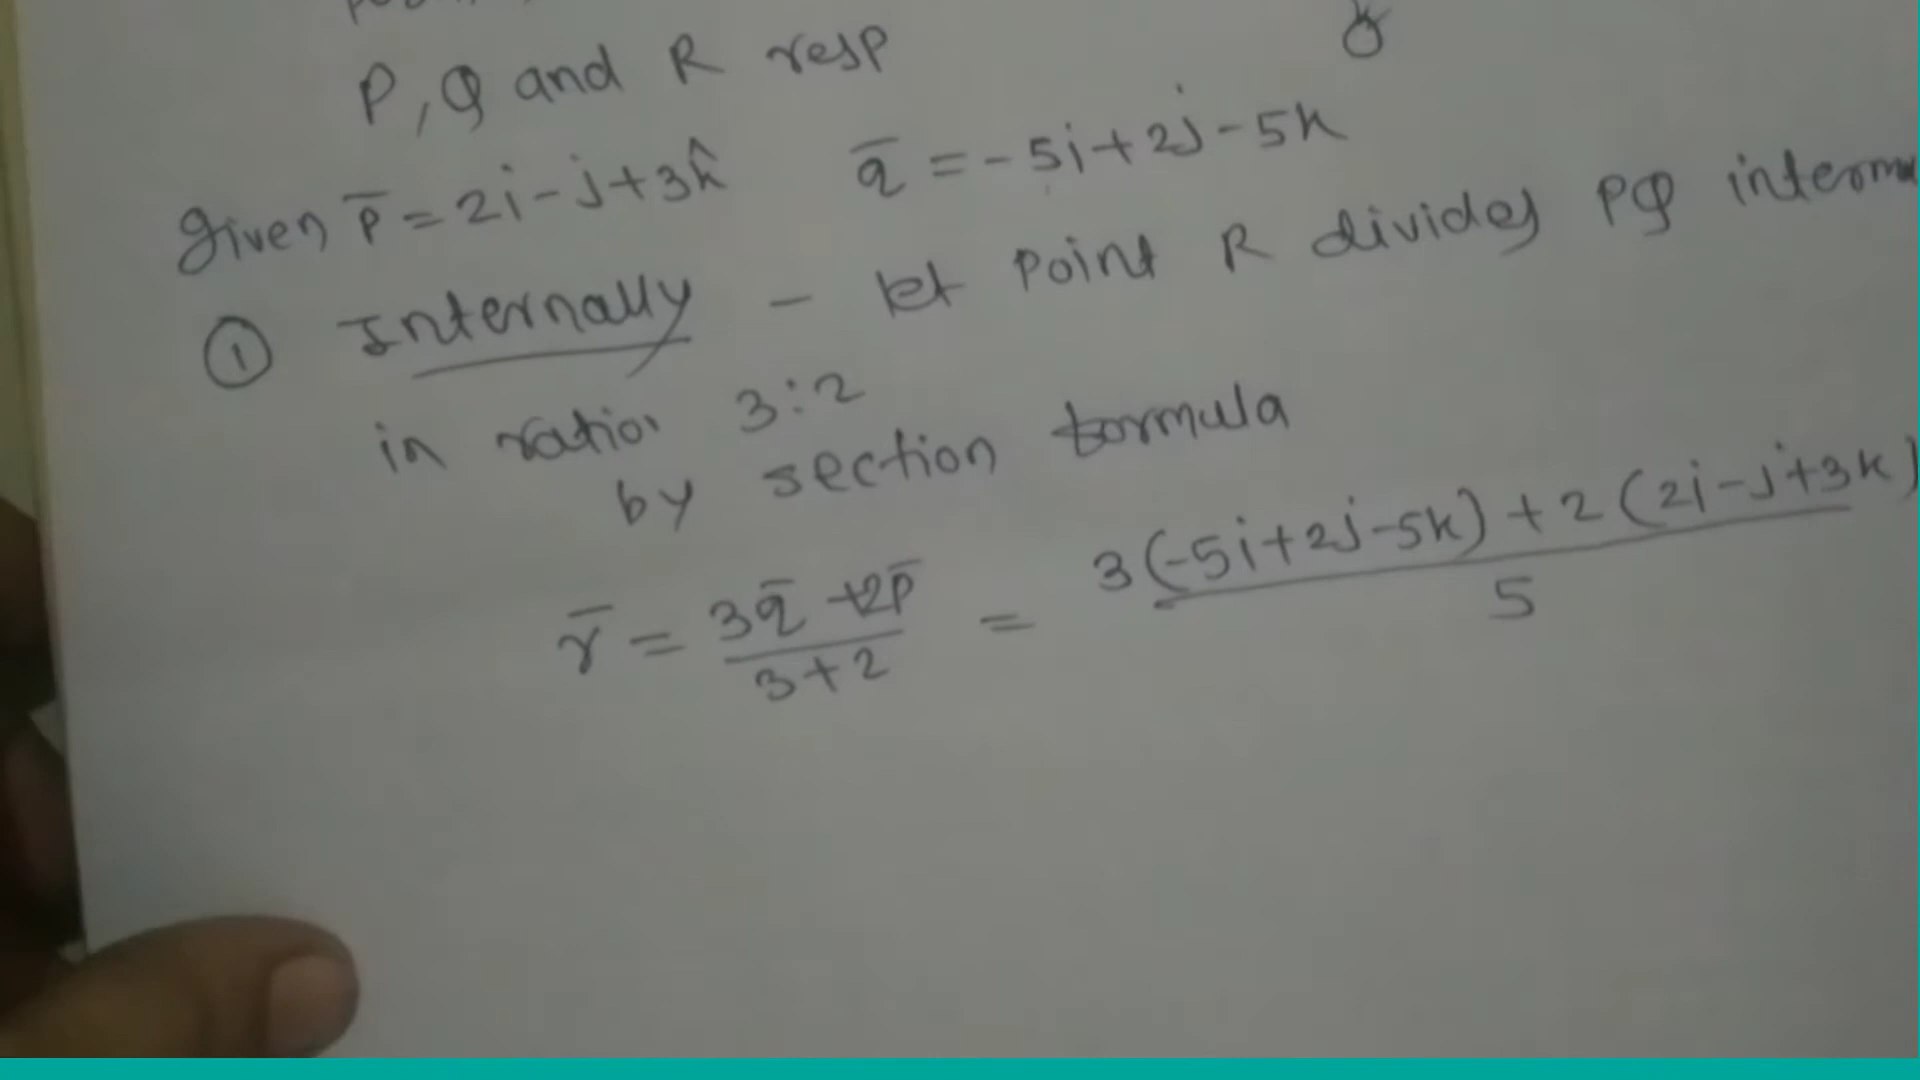 P, Q and R resp
Given p̄ = 2i - j + 3k̂   q̄ = -5i + 2j - 5k
① Internally - let point R divides PQ
in ratio 3:2
by section formula
r̄ = (3q̄ + 2p̄)/(3+2) = (3(-5i + 2j - 5k) + 2(2i - j + 3k))/5